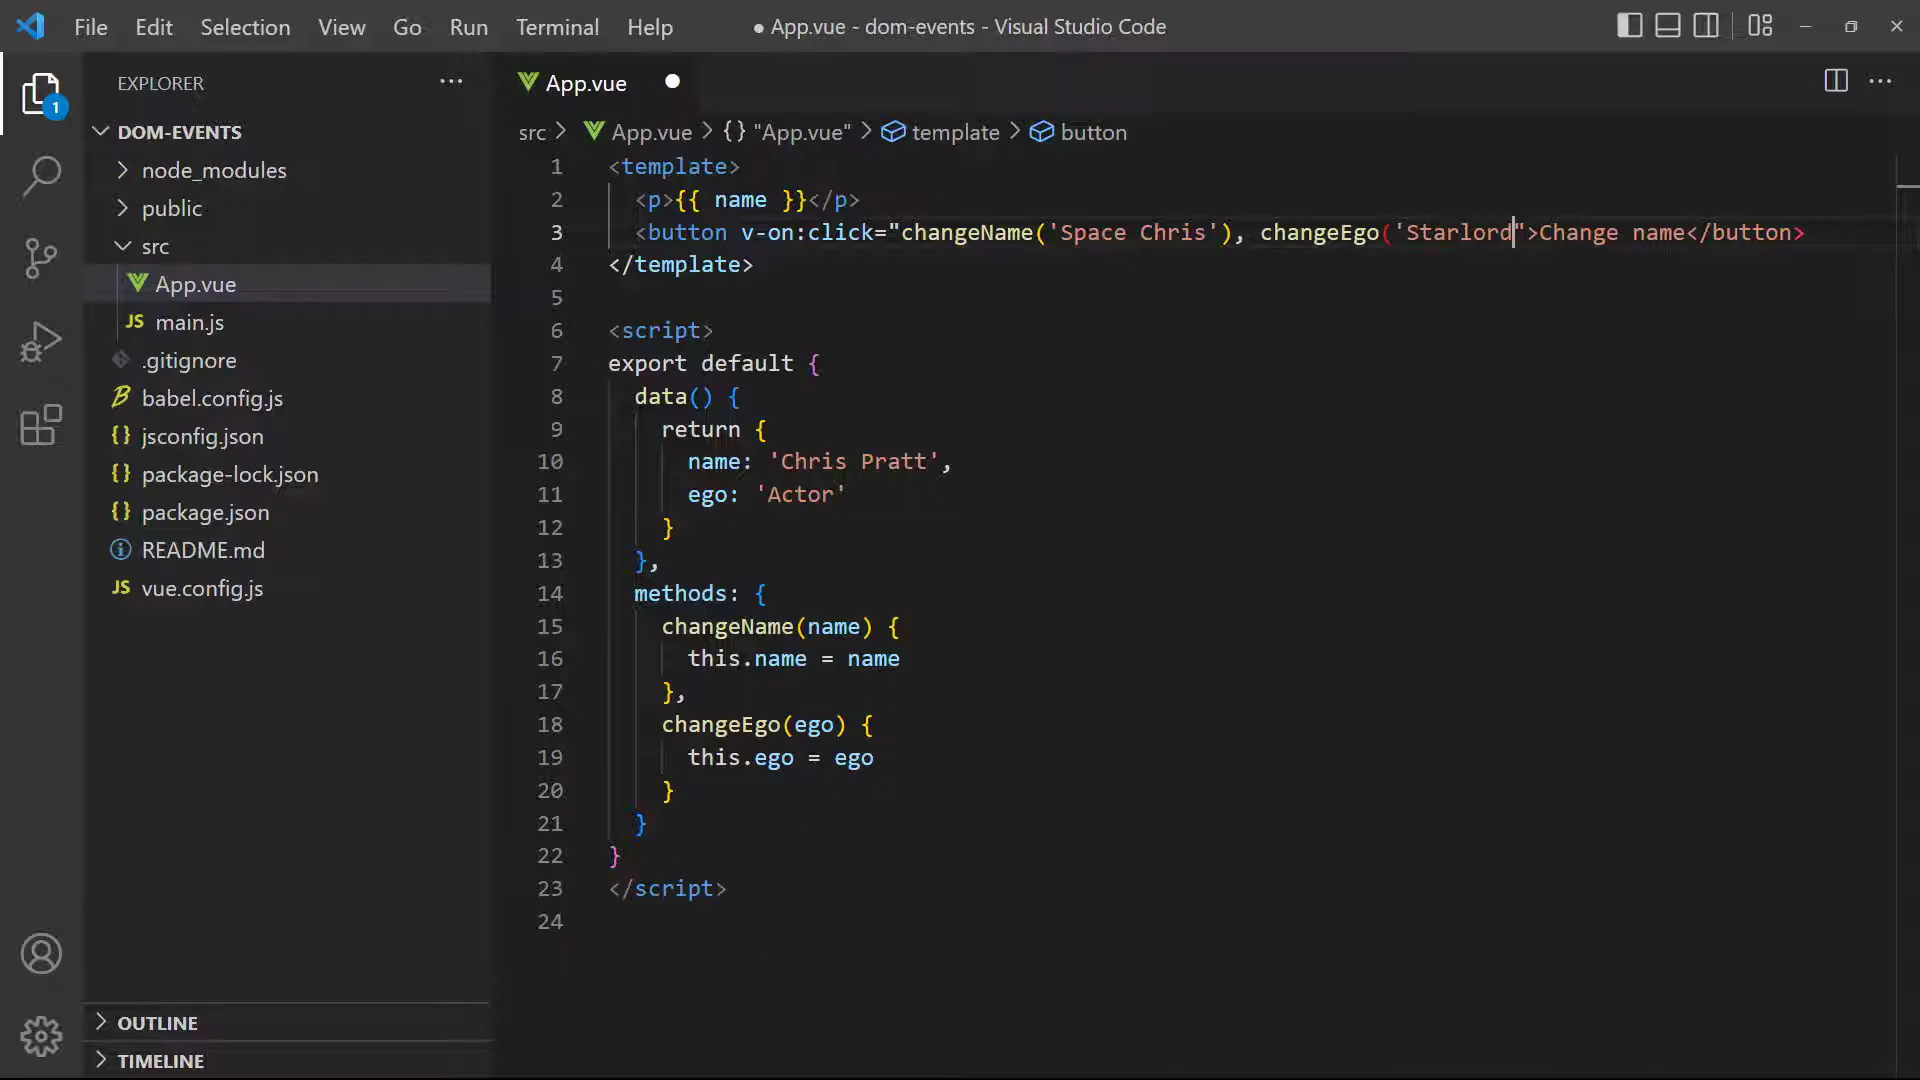 File Edit Selection View Go Run Terminal Help ● App.vue - dom-events - Visual Studio Code
EXPLORER
1
DOM-EVENTS
node_modules
public
src
App.vue
JS main.js
.gitignore
babel.config.js
{} jsconfig.json
{} package-lock.json
{} package.json
README.md
JS vue.config.js
OUTLINE
TIMELINE
App.vue
src > App.vue > {} "App.vue" > template > button
1 <template>
2   <p>{{ name }}</p>
3   <button v-on:click="changeName('Space Chris'), changeEgo('Starlord">Change name</button>
4 </template>
5
6 <script>
7 export default {
8   data() {
9     return {
10       name: 'Chris Pratt',
11       ego: 'Actor'
12     }
13   },
14   methods: {
15     changeName(name) {
16       this.name = name
17     },
18     changeEgo(ego) {
19       this.ego = ego
20     }
21   }
22 }
23 </script>
24